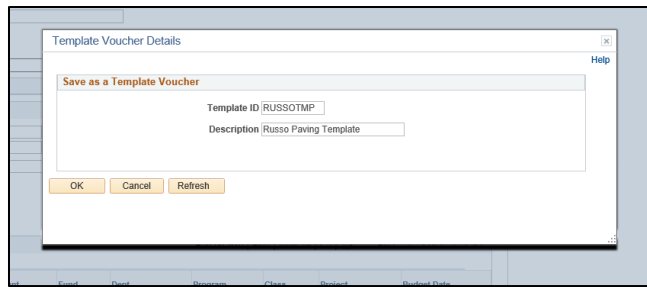 Template Voucher Details
Help
Save as a Template Voucher
Template ID RUSSOTMP
Description Russo Paving Template
OK Cancel Refresh
Fund Dept Program Class Project Budget Date